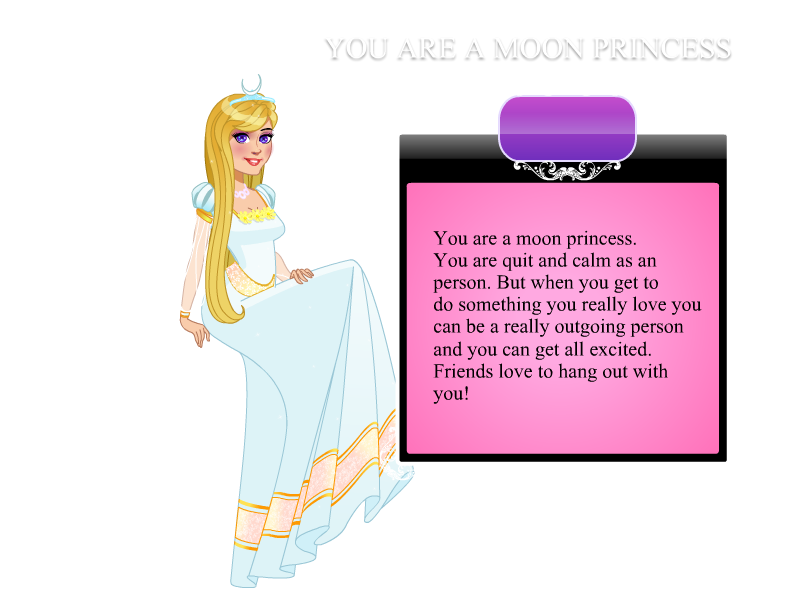 YOU ARE A MOON PRINCESS
You are a moon princess.
You are quit and calm as an
person. But when you get to
do something you really love you
can be a really outgoing person
and you can get all excited.
Friends love to hang out with
you!